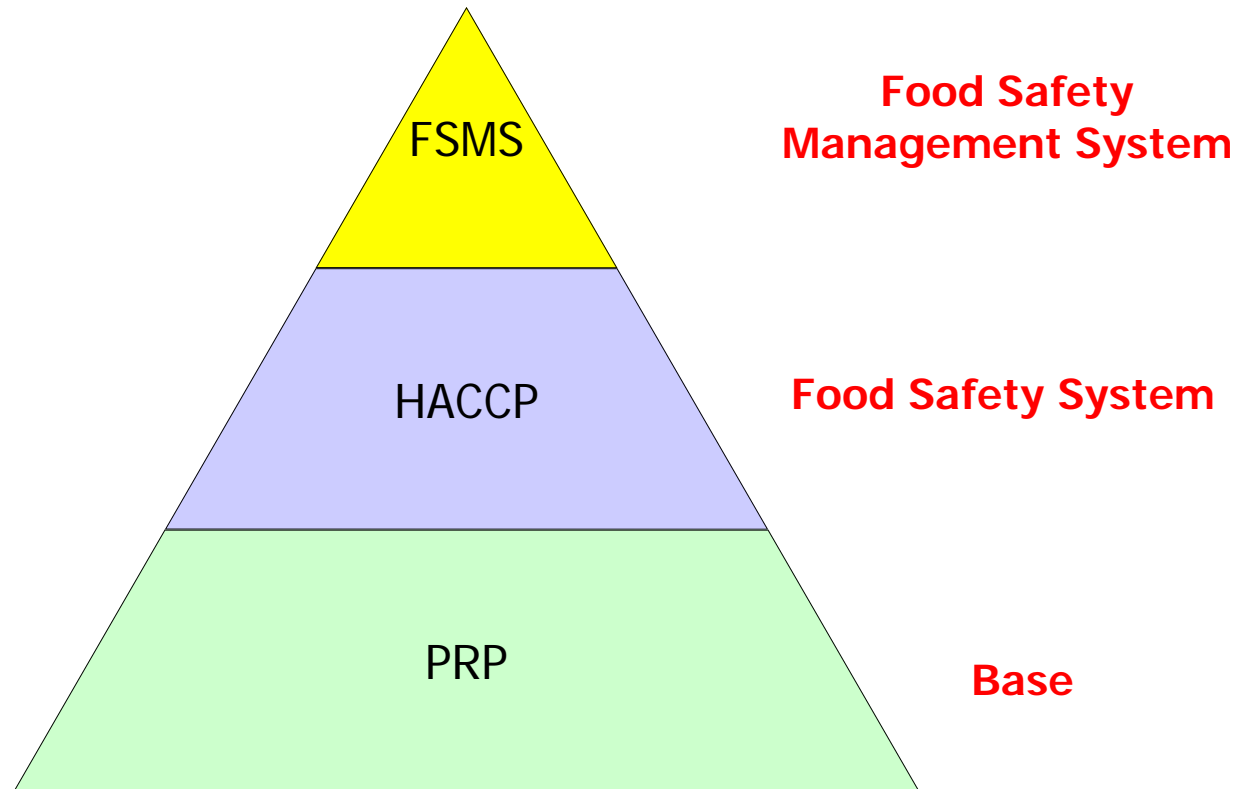 FSMS
Food Safety
Management System
HACCP
Food Safety System
PRP
Base